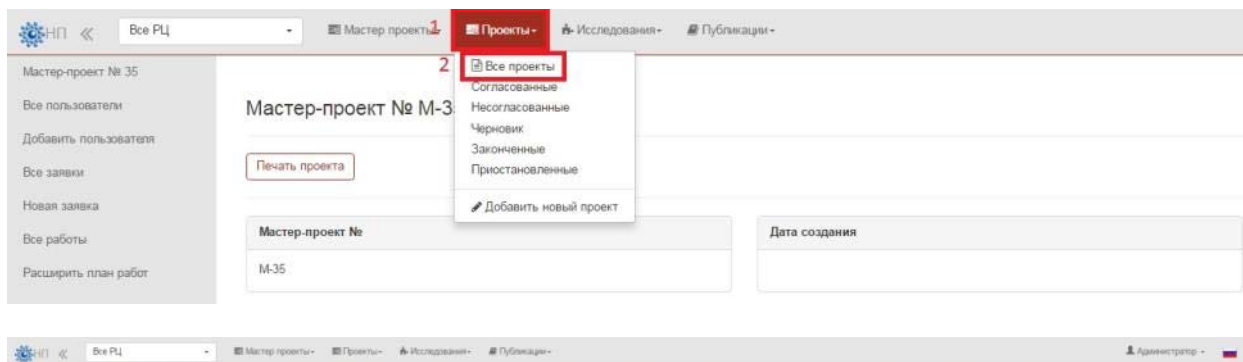 НП « Все РЦ Мастер проекты 1 Проекты Исследования Публикации
Мастер-проект № 35
2 Все проекты
Согласованные
Все пользователи
Мастер-проект № М-3
Несогласованные
Черновик
Добавить пользователя
Законченные
Все заявки
Печать проекта
Приостановленные
Новая заявка
Добавить новый проект
Все работы
Мастер-проект №
Дата создания
Расширить план работ
М-35
НП « Все РЦ Мастер проекты Проекты Исследования Публикации Администратор